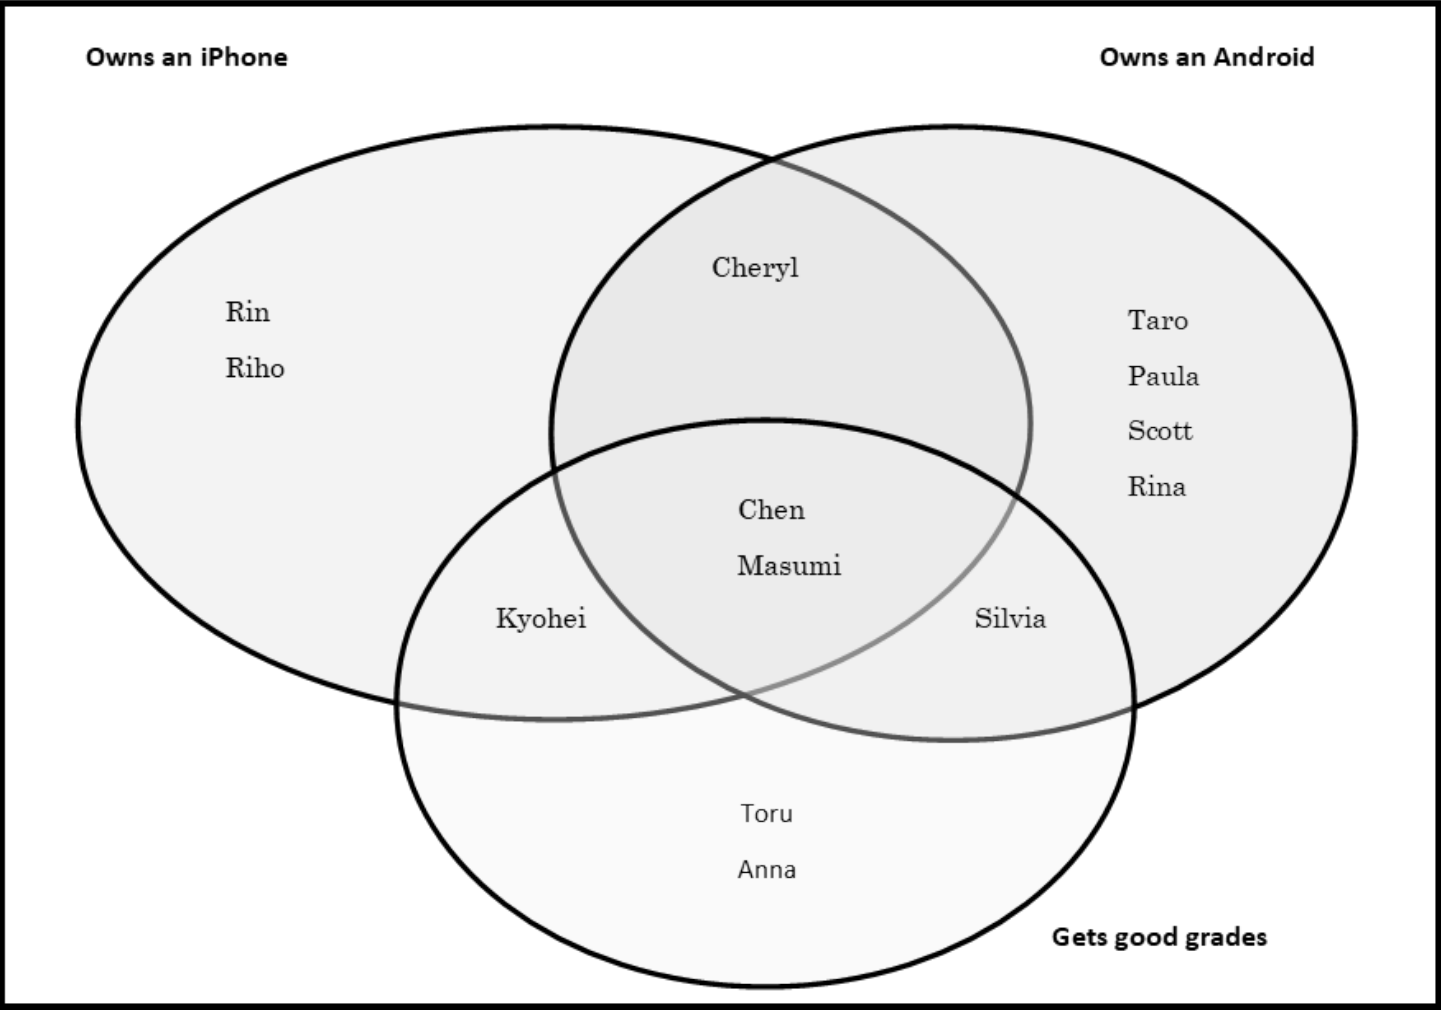 Owns an iPhone
Owns an Android
Cheryl
Rin
Riho
Taro
Paula
Scott
Rina
Chen
Masumi
Kyohei
Silvia
Toru
Anna
Gets good grades